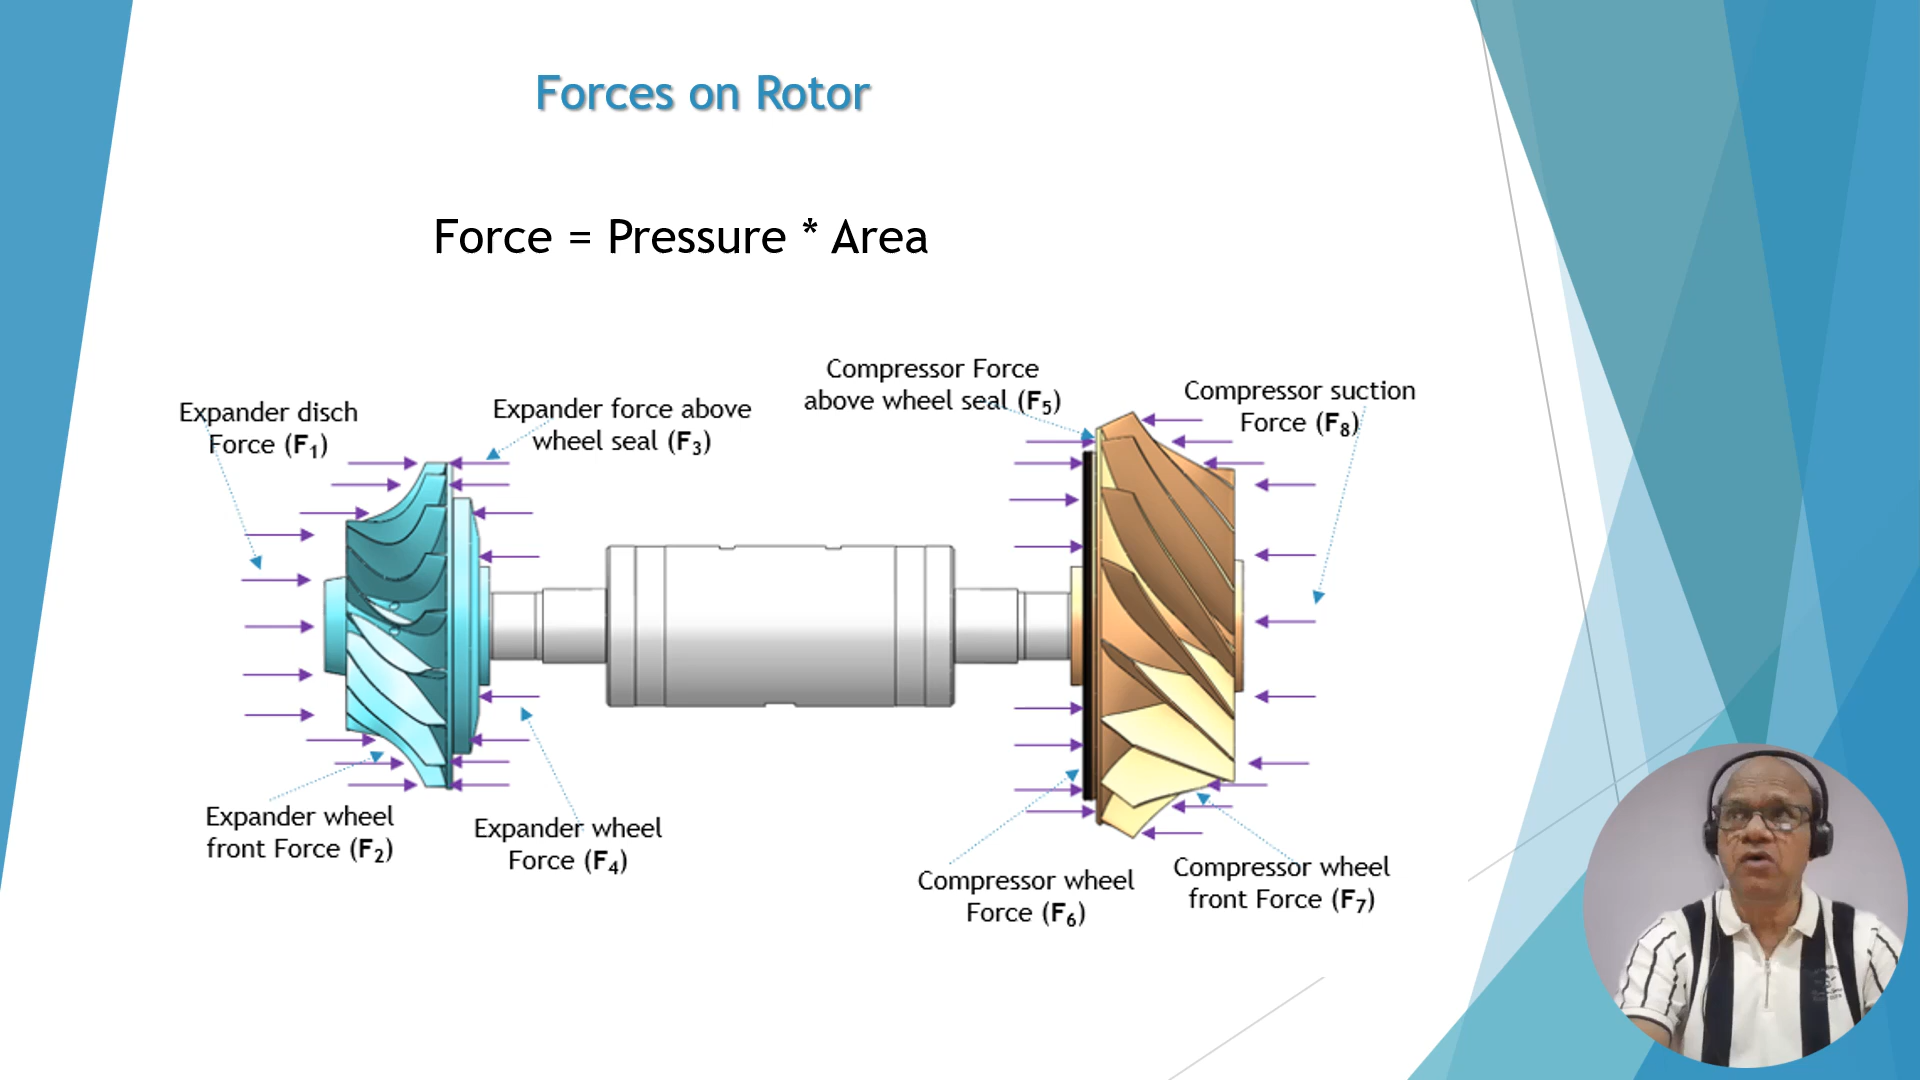 Forces on Rotor
Force = Pressure * Area
Expander disch
Force (F1)
Expander force above
wheel seal (F3)
Compressor Force
above wheel seal (F5)
Compressor suction
Force (F8)
Expander wheel
front Force (F2)
Expander wheel
Force (F4)
Compressor wheel
Force (F6)
Compressor wheel
front Force (F7)